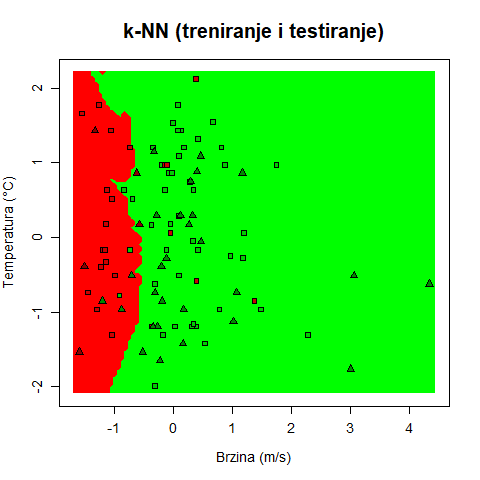 k-NN (treniranje i testiranje)
Temperatura (°C)
2
1
0
-1
-2
-1 0 1 2 3 4
Brzina (m/s)